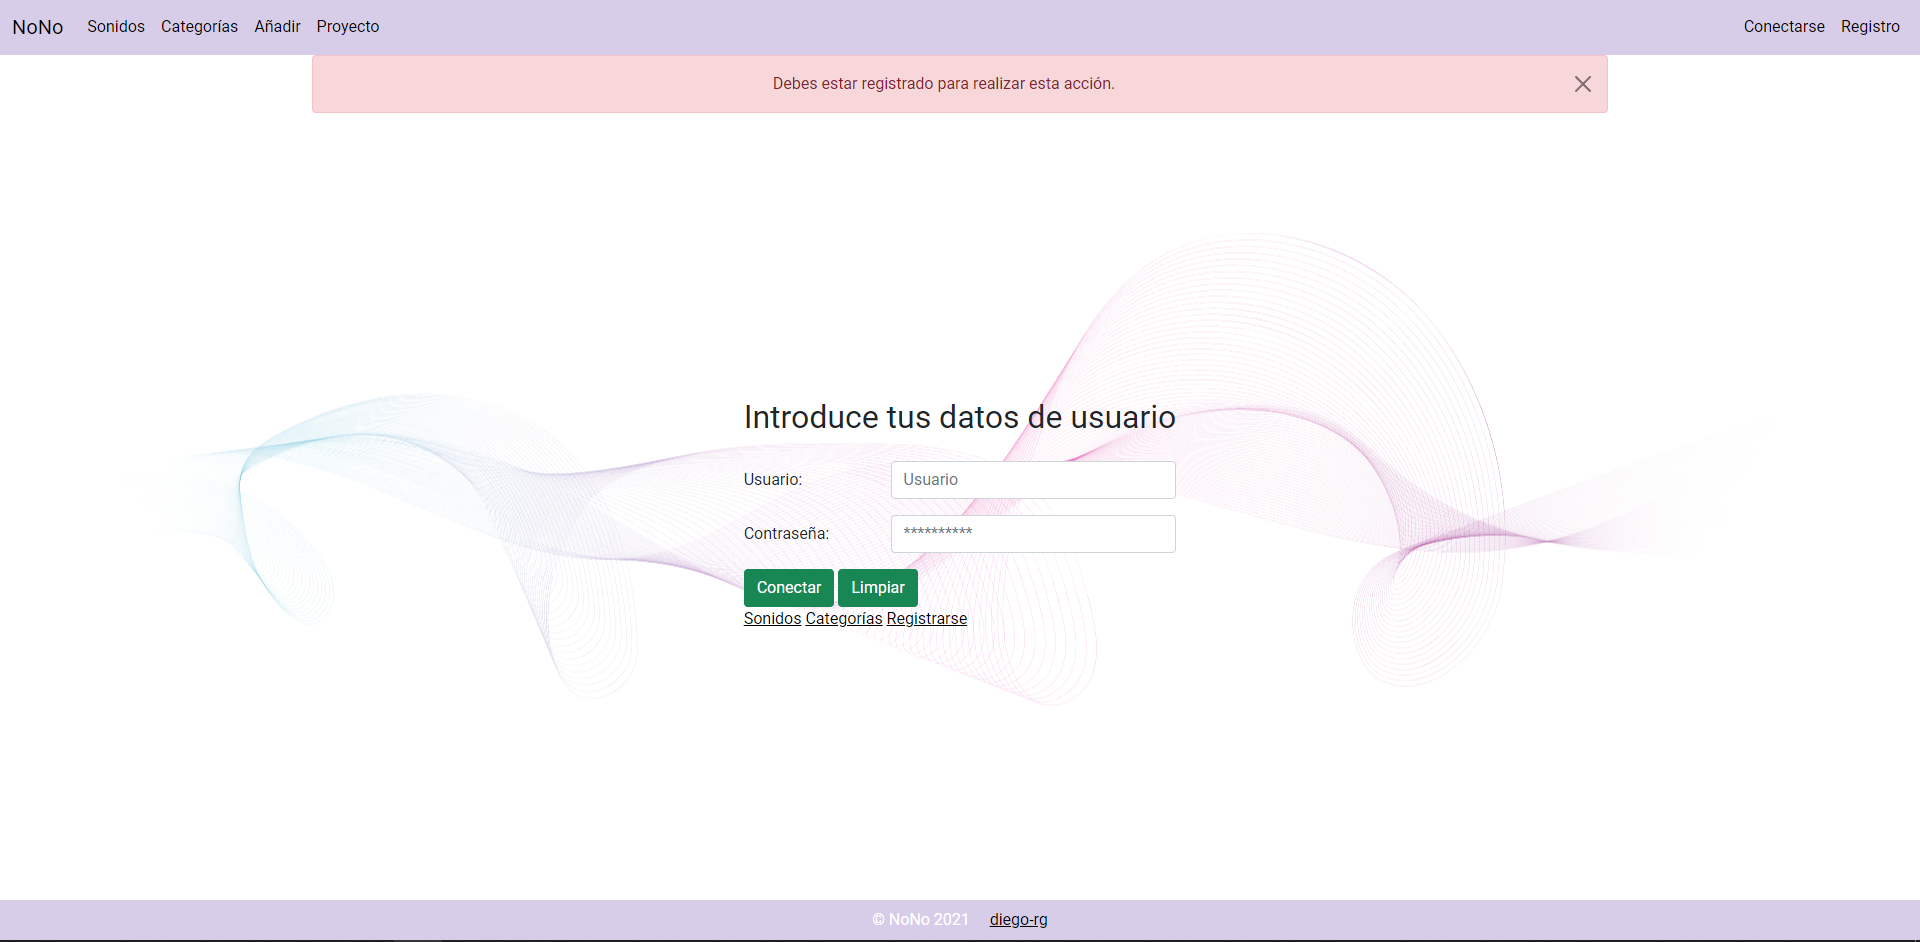 NoNo Sonidos Categorías Añadir Proyecto Conectarse Registro
Debes estar registrado para realizar esta acción.
Introduce tus datos de usuario
Usuario: Usuario
Contraseña: **********
Conectar Limpiar
Sonidos Categorías Registrarse
© NoNo 2021 diego-rg